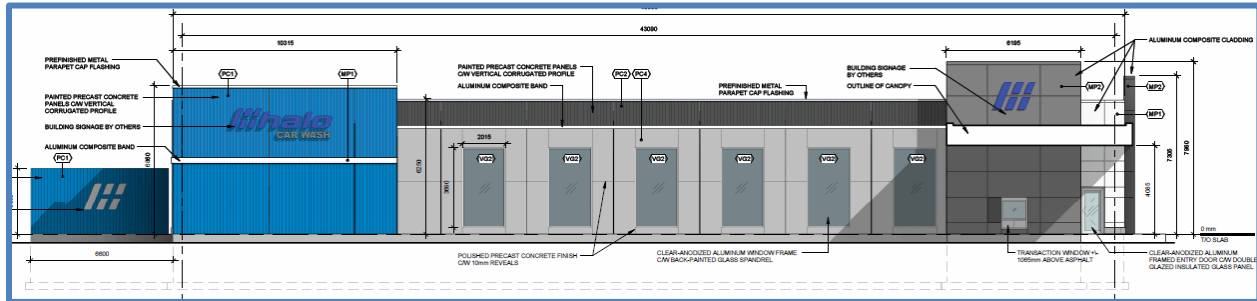 43090
10315
6195
ALUMINUM COMPOSITE CLADDING
PREFINISHED METAL
PARAPET CAP FLASHING
PC1
MP1
PAINTED PRECAST CONCRETE PANELS
C/W VERTICAL CORRUGATED PROFILE
ALUMINUM COMPOSITE BAND
PC2
PC4
PREFINISHED METAL
PARAPET CAP FLASHING
BUILDING SIGNAGE
BY OTHERS
OUTLINE OF CANOPY
MP2
MP2
MP1
PAINTED PRECAST CONCRETE
PANELS C/W VERTICAL
CORRUGATED PROFILE
BUILDING SIGNAGE BY OTHERS
ALUMINUM COMPOSITE BAND
PC1
halo
CAR WASH
6250
2015
VG2
VG2
VG2
VG2
VG2
VG2
7305
4085
0 mm
T/O SLAB
6600
POLISHED PRECAST CONCRETE FINISH
C/W 10mm REVEALS
CLEAR-ANODIZED ALUMINUM WINDOW FRAME
C/W BACK-PAINTED GLASS SPANDREL
TRANSACTION WINDOW +/-
1065mm ABOVE ASPHALT
CLEAR-ANODIZED ALUMINUM
FRAMED ENTRY DOOR C/W DOUBLE
GLAZED INSULATED GLASS PANEL